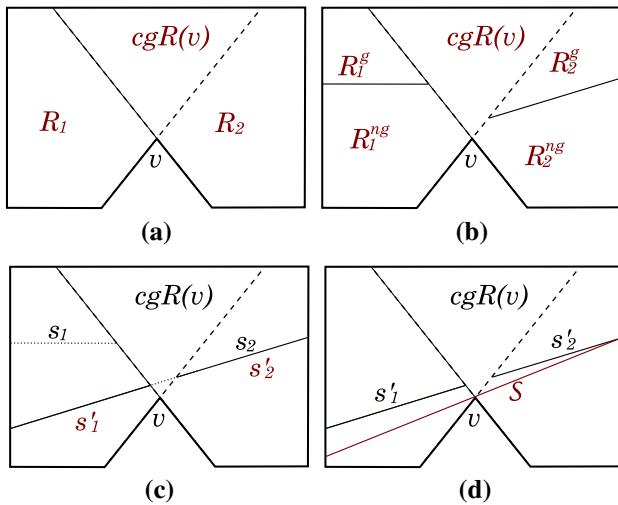 cgR(v)
R₁ R₂
v
(a)
cgR(v)
R₁ᵍ R₂ᵍ
R₁ⁿᵍ R₂ⁿᵍ
v
(b)
cgR(v)
s₁ s₂
s′₂
s′₁ v
(c)
cgR(v)
s′₂
s′₁ S
v
(d)